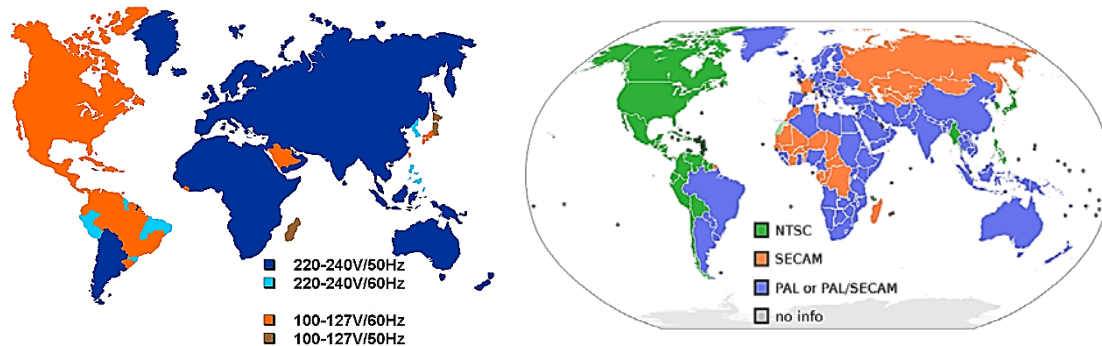 220-240V/50Hz
220-240V/60Hz
100-127V/60Hz
100-127V/50Hz
NTSC
SECAM
PAL or PAL/SECAM
no info